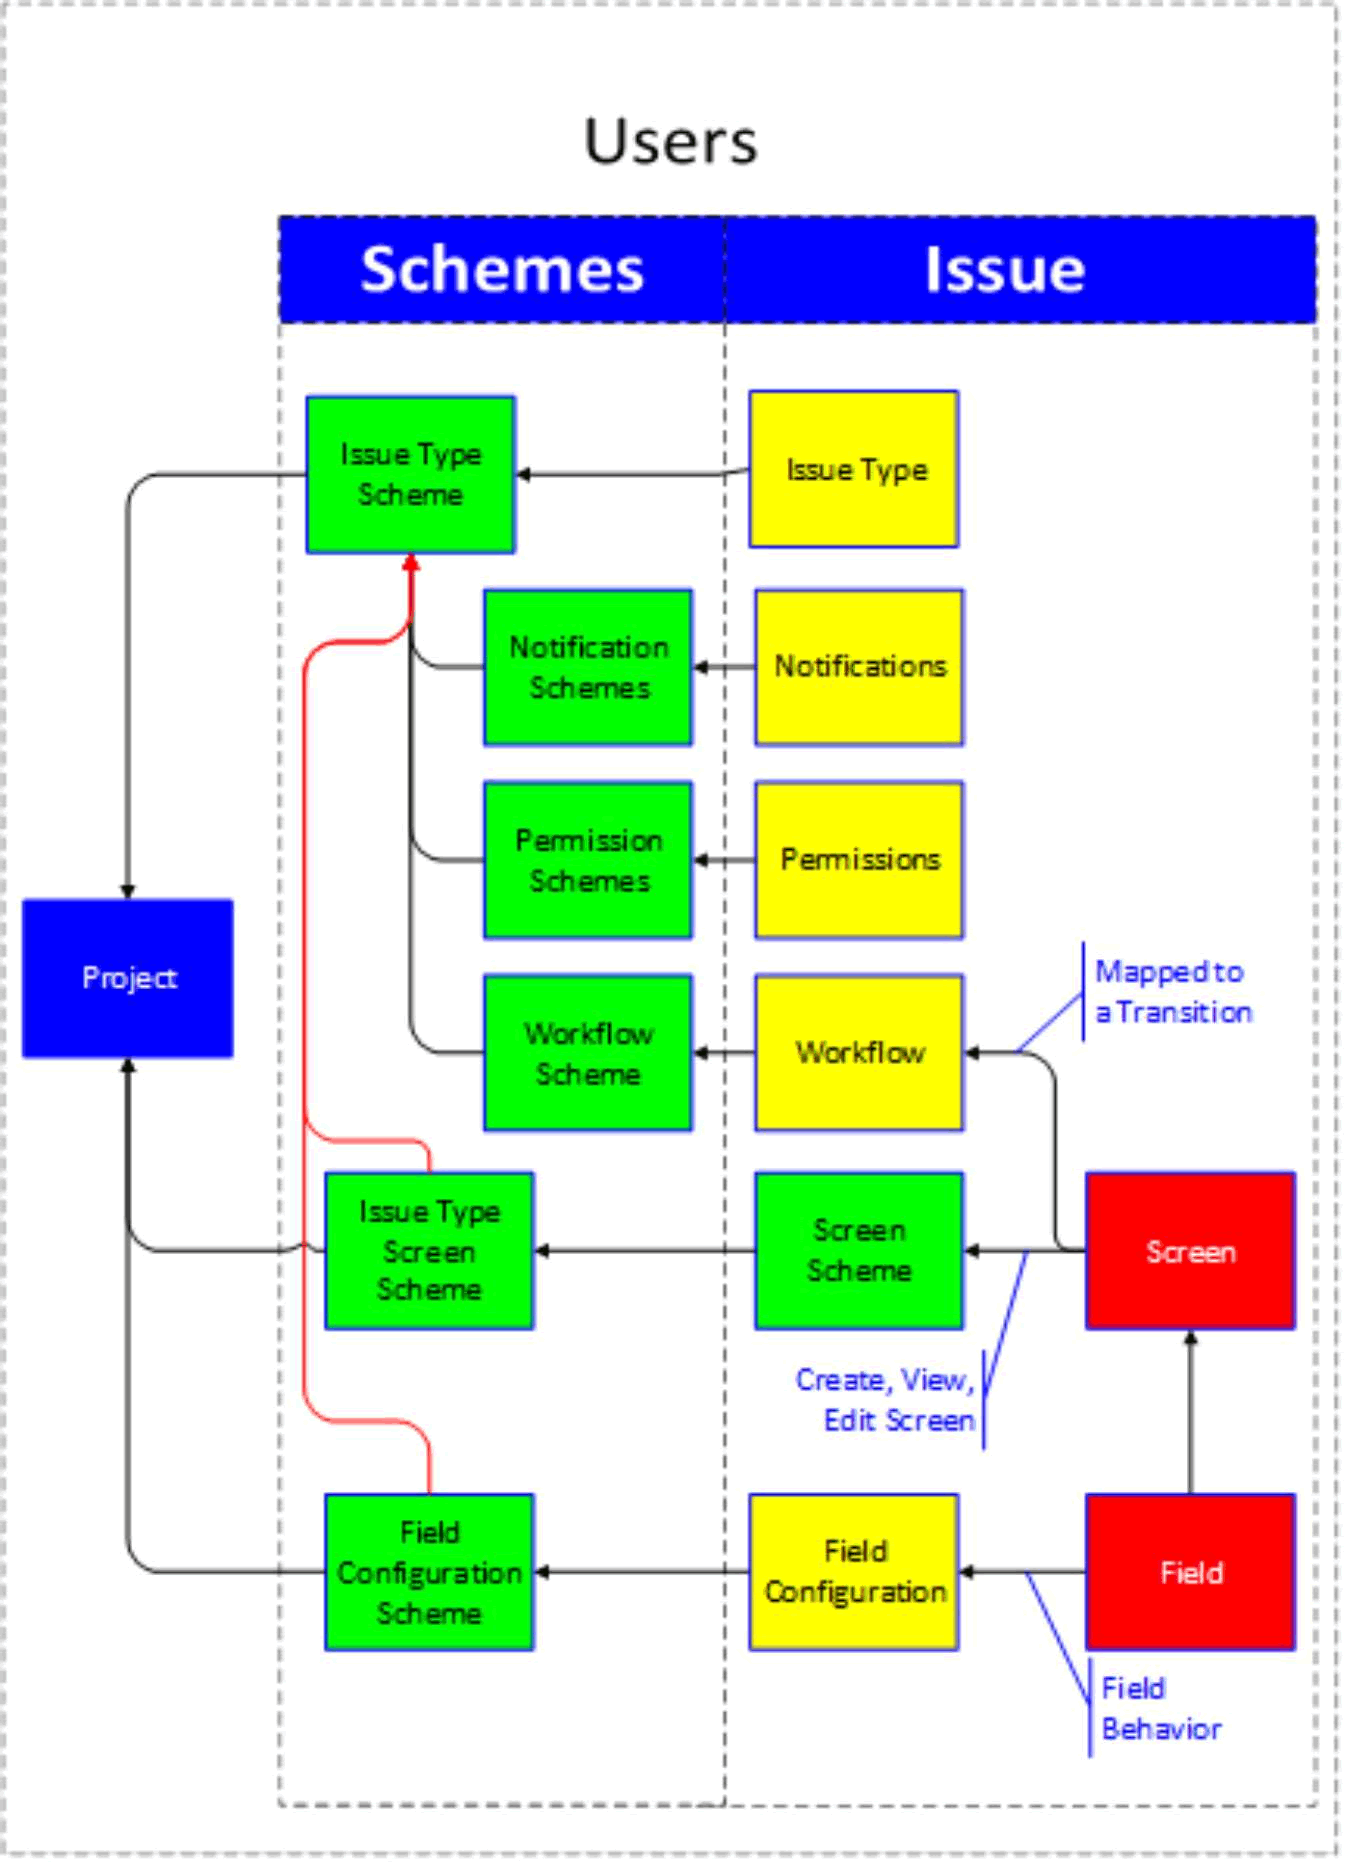 Users
Schemes
Issue
Issue Type
Scheme
Issue Type
Notification
Schemes
Notifications
Permission
Schemes
Permissions
Project
Workflow
Scheme
Workflow
Mapped to
a Transition
Issue Type
Screen
Scheme
Screen
Scheme
Screen
Create, View,
Edit Screen
Field
Configuration
Scheme
Field
Configuration
Field
Field
Behavior